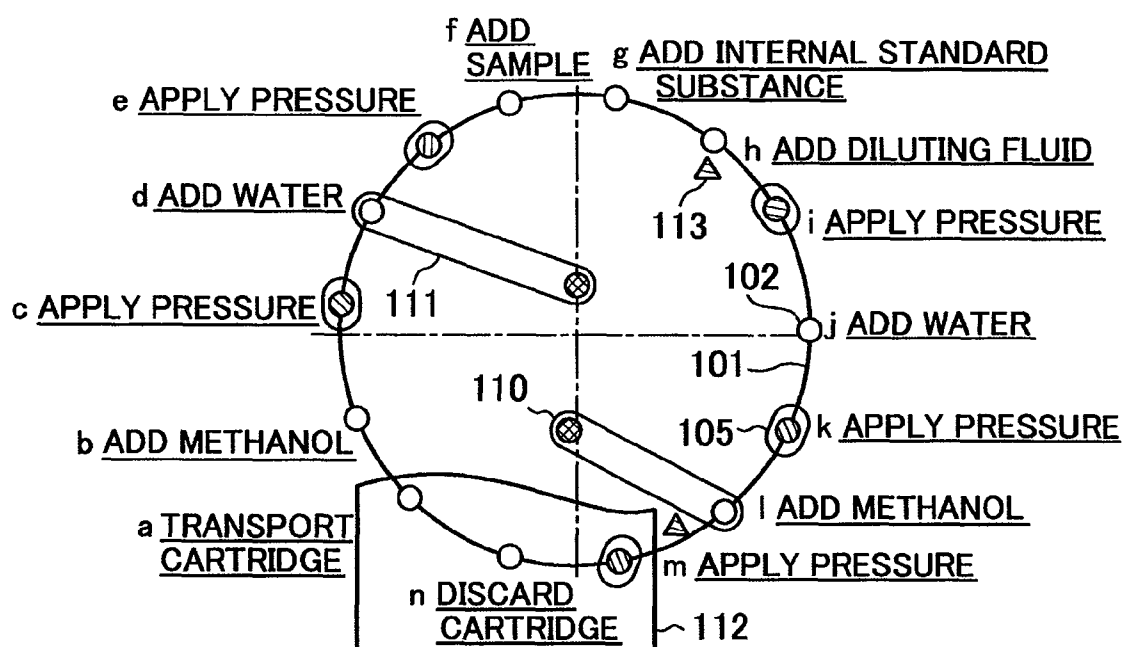 f ADD
SAMPLE
g ADD INTERNAL STANDARD
SUBSTANCE
e APPLY PRESSURE
h ADD DILUTING FLUID
d ADD WATER
113
i APPLY PRESSURE
111
102
c APPLY PRESSURE
j ADD WATER
101
110
105
k APPLY PRESSURE
b ADD METHANOL
l ADD METHANOL
a TRANSPORT
CARTRIDGE
m APPLY PRESSURE
n DISCARD
CARTRIDGE
112